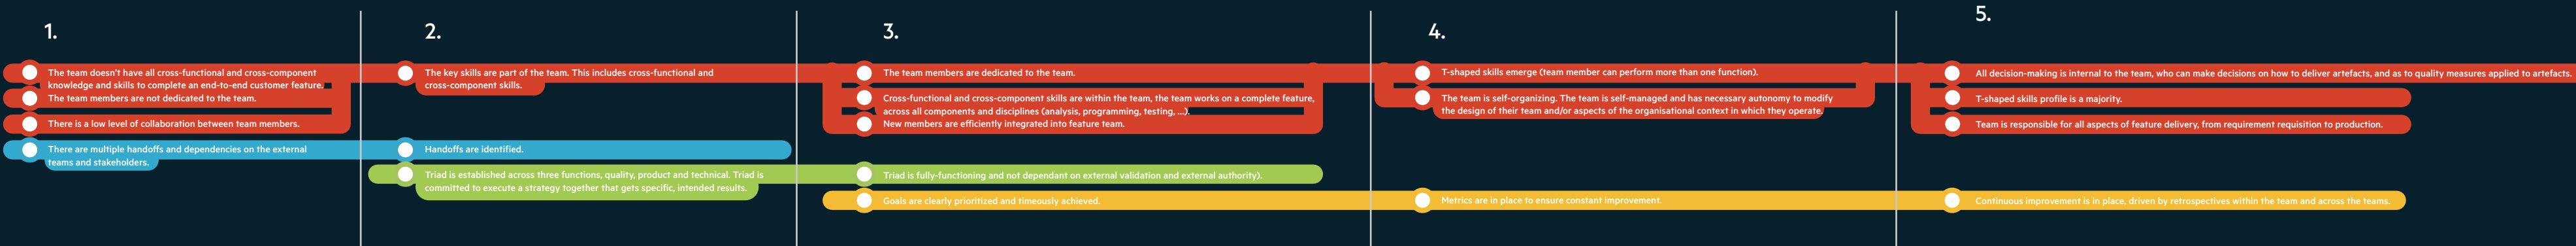 1.
The team doesn't have all cross-functional and cross-component
knowledge and skills to complete an end-to-end customer feature.
The team members are not dedicated to the team.
There is a low level of collaboration between team members.
There are multiple handoffs and dependencies on the external
teams and stakeholders.
2.
The key skills are part of the team. This includes cross-functional and
cross-component skills.
Handoffs are identified.
Triad is established across three functions, quality, product and technical. Triad is
committed to execute a strategy together that gets specific, intended results.
3.
The team members are dedicated to the team.
Cross-functional and cross-component skills are within the team, the team works on a complete feature,
across all components and disciplines (analysis, programming, testing, ...).
New members are efficiently integrated into feature team.
Triad is fully-functioning and not dependant on external validation and external authority).
Goals are clearly prioritized and timeously achieved.
4.
T-shaped skills emerge (team member can perform more than one function).
The team is self-organizing. The team is self-managed and has necessary autonomy to modify
the design of their team and/or aspects of the organisational context in which they operate.
Metrics are in place to ensure constant improvement.
5.
All decision-making is internal to the team, who can make decisions on how to deliver artefacts, and as to quality measures applied to artefacts.
T-shaped skills profile is a majority.
Team is responsible for all aspects of feature delivery, from requirement requisition to production.
Continuous improvement is in place, driven by retrospectives within the team and across the teams.